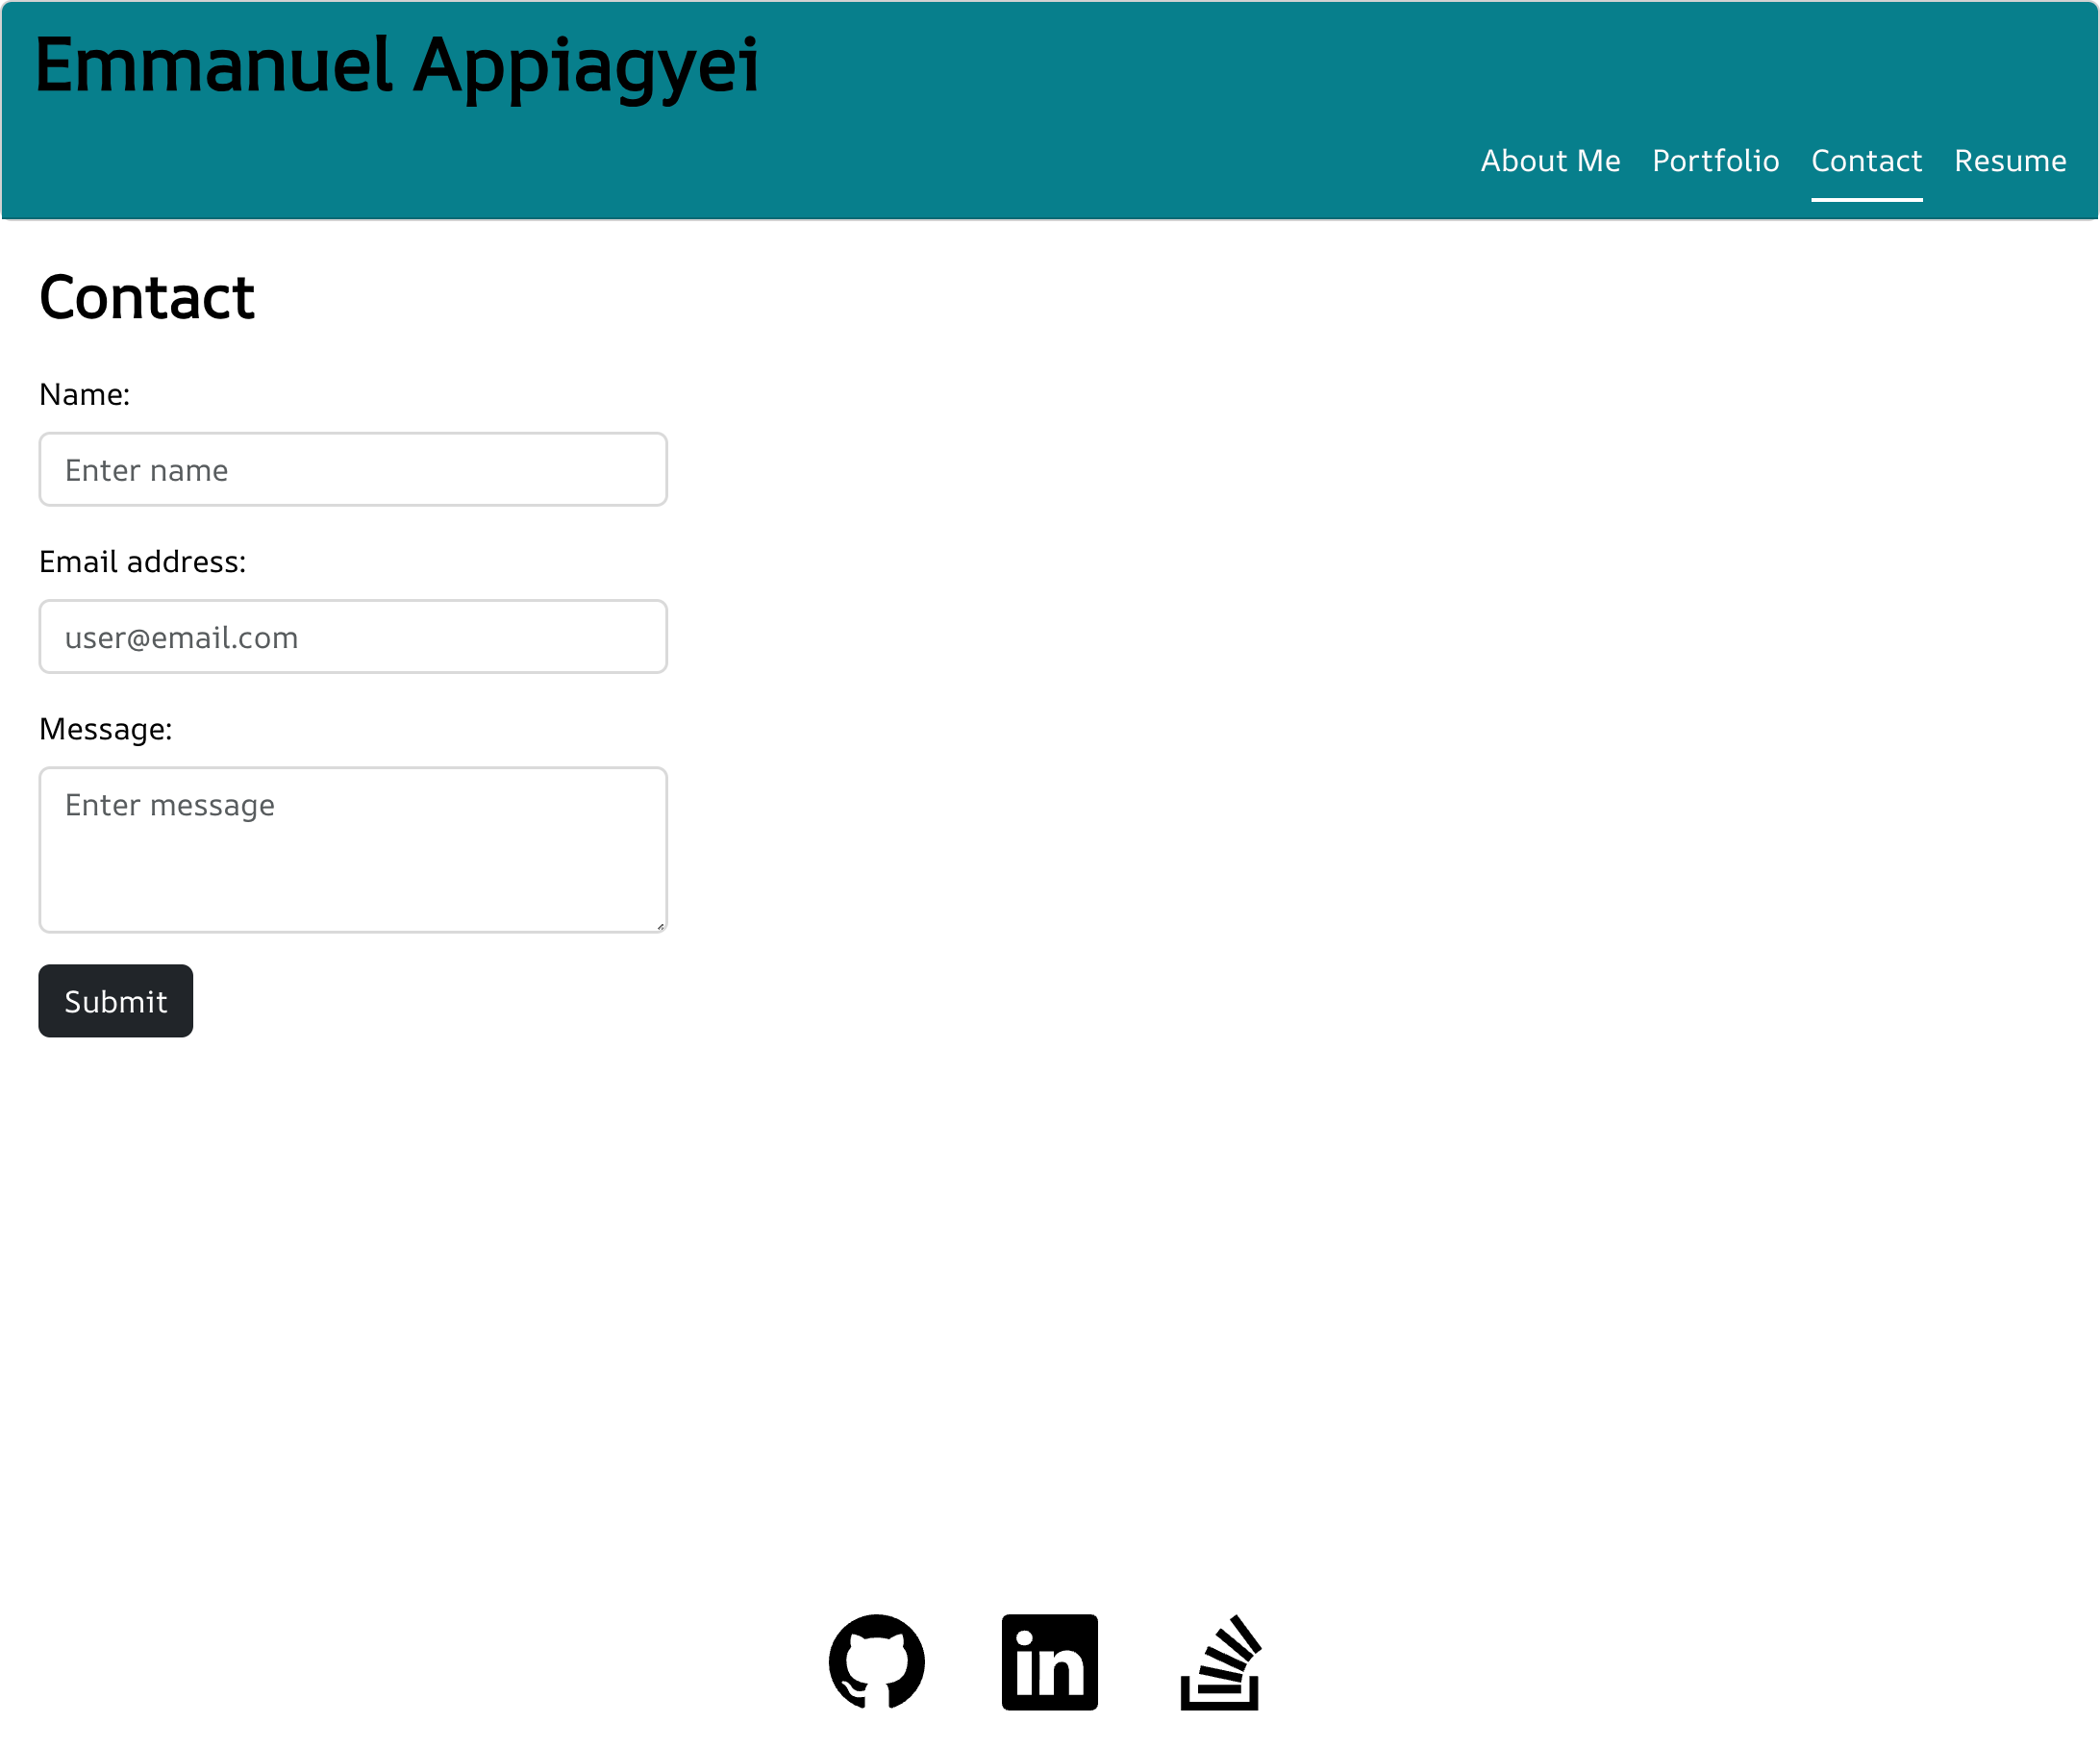 Emmanuel Appiagyei
About Me Portfolio Contact Resume
Contact
Name:
Enter name
Email address:
user@email.com
Message:
Enter message
Submit
in